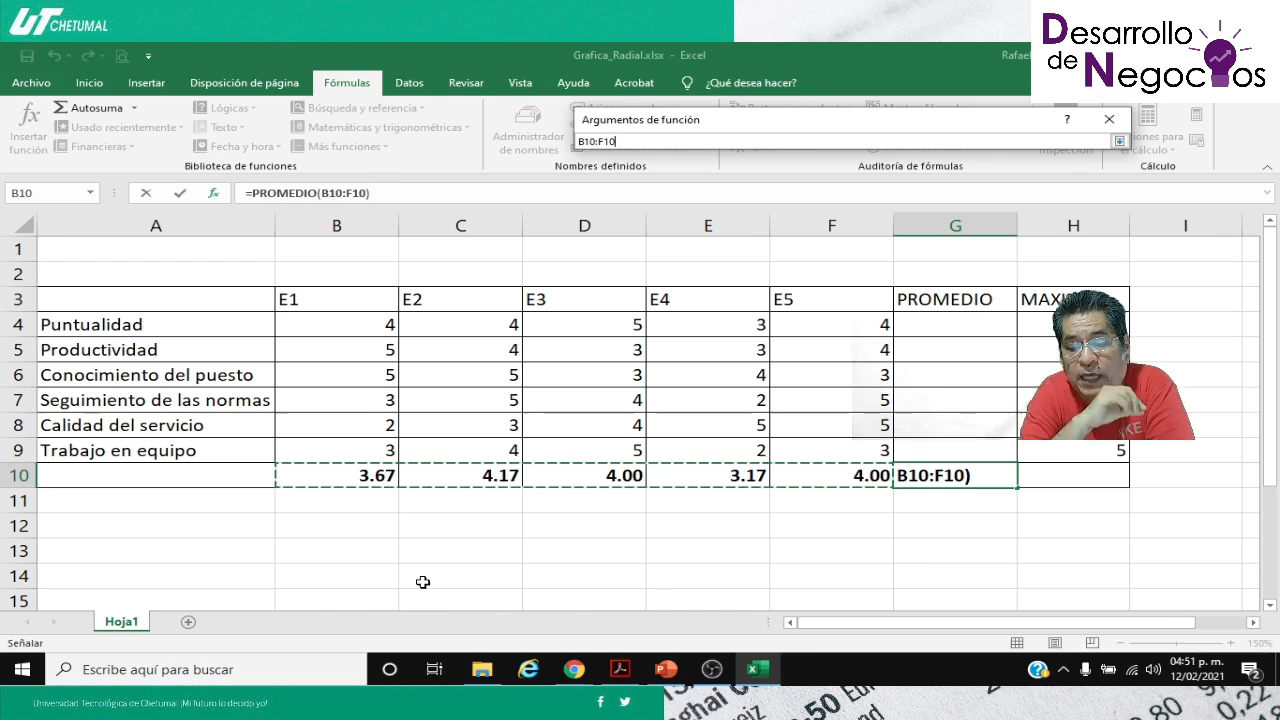 UT CHETUMAL
Desarrollo
de Negocios
Grafica_Radial.xlsx - Excel
Rafae
Archivo Inicio Insertar Disposición de página Fórmulas Datos Revisar Vista Ayuda Acrobat ¿Qué desea hacer?
Insertar función
Autosuma
Usado recientemente
Financieras
Lógicas
Texto
Fecha y hora
Búsqueda y referencia
Matemáticas y trigonométricas
Más funciones
Administrador de nombres
Biblioteca de funciones Nombres definidos Auditoría de fórmulas Cálculo
Argumentos de función ?
B10:F10
B10 fx =PROMEDIO(B10:F10)
A B C D E F G H I
1
2
3 E1 E2 E3 E4 E5 PROMEDIO
4 Puntualidad 4 4 5 3 4
5 Productividad 5 4 3 3 4
6 Conocimiento del puesto 5 5 3 4 3
7 Seguimiento de las normas 3 5 4 2 5
8 Calidad del servicio 2 3 4 5 5
9 Trabajo en equipo 3 4 5 2 3 5
10 3.67 4.17 4.00 3.17 4.00 B10:F10)
11
12
13
14
15
Hoja1
Señalar 150%
Escribe aquí para buscar
04:51 p. m.
12/02/2021
2
Universidad Tecnológica de Chetumal ¡Mi futuro lo decido yo!